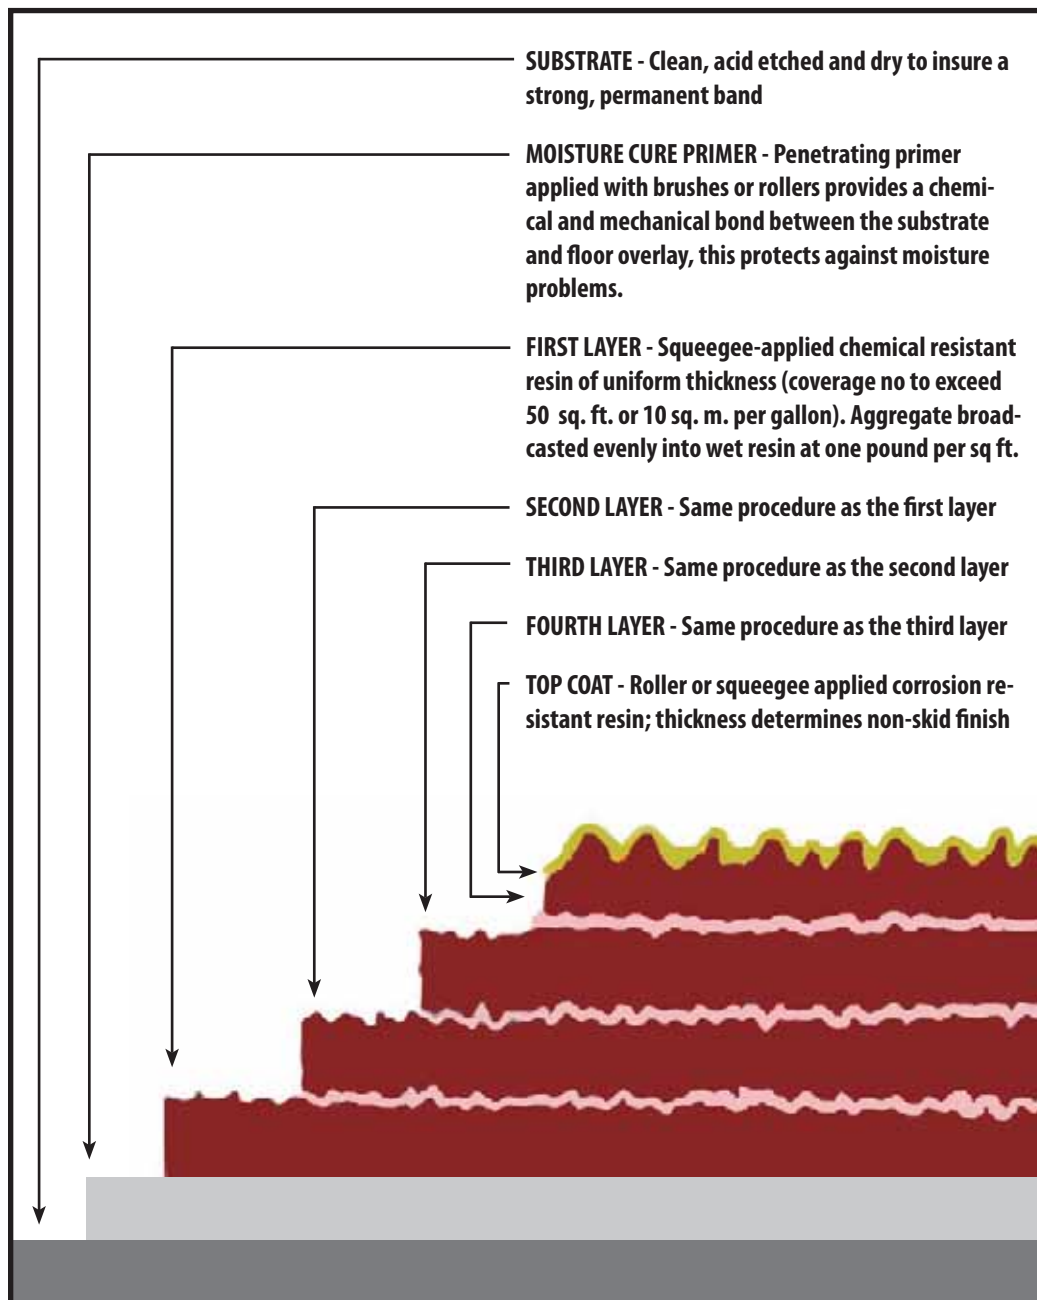 SUBSTRATE - Clean, acid etched and dry to insure a
strong, permanent band
MOISTURE CURE PRIMER - Penetrating primer
applied with brushes or rollers provides a chemi-
cal and mechanical bond between the substrate
and floor overlay, this protects against moisture
problems.
FIRST LAYER - Squeegee-applied chemical resistant
resin of uniform thickness (coverage no to exceed
50 sq. ft. or 10 sq. m. per gallon). Aggregate broad-
casted evenly into wet resin at one pound per sq ft.
SECOND LAYER - Same procedure as the first layer
THIRD LAYER - Same procedure as the second layer
FOURTH LAYER - Same procedure as the third layer
TOP COAT - Roller or squeegee applied corrosion re-
sistant resin; thickness determines non-skid finish